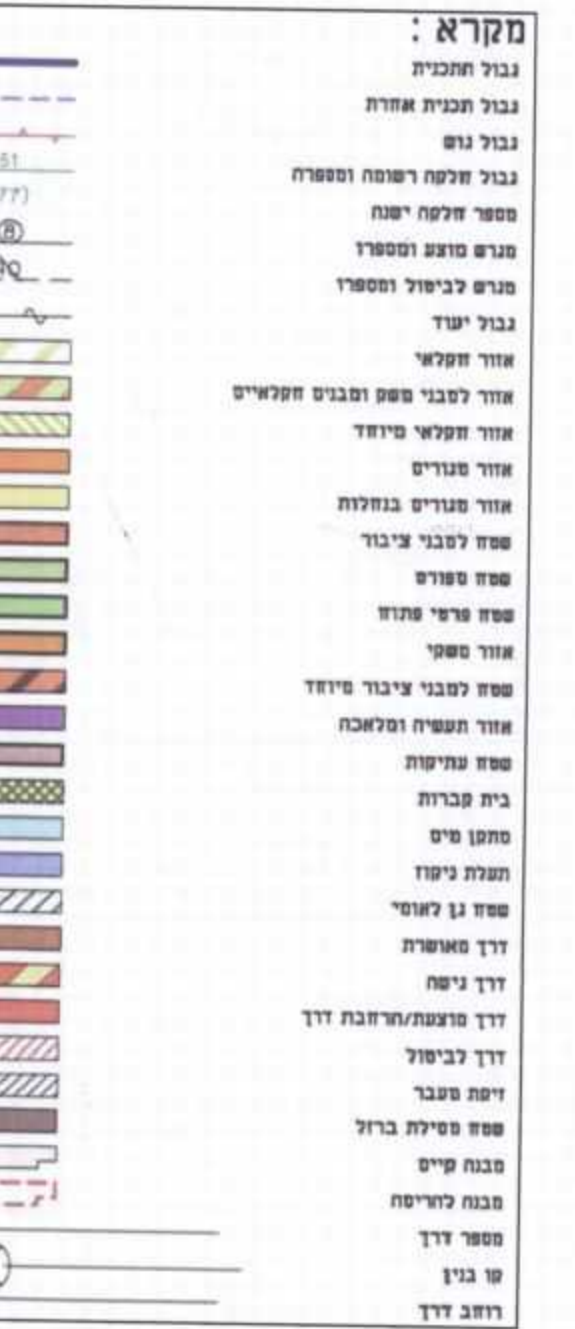 מקרא :
גבול התכנית
גבול תכנית אחרת
גבול גוש
גבול חלקה רשומה ומספרה
51
מספר חלקה ישנה
77)
מגרש מוצע ומספרו
8
מגרש לביטול ומספרו
גבול יעוד
אזור חקלאי
אזור למבני משק ומבנים חקלאיים
אזור חקלאי מיוחד
אזור מגורים
אזור מגורים בנחלות
שטח למבני ציבור
שטח ספורט
שטח פרטי פתוח
אזור משקי
שטח למבני ציבור מיוחד
אזור תעשיה ומלאכה
שטח עתיקות
בית קברות
מתקן מים
תעלת ניקוז
שטח גן לאומי
דרך מאושרת
דרך גישה
דרך מוצעת/הרחבת דרך
דרך לביטול
זיקת מעבר
שטח מסילת ברזל
מבנה קיים
מבנה להריסה
מספר דרך
קו בנין
רוחב דרך